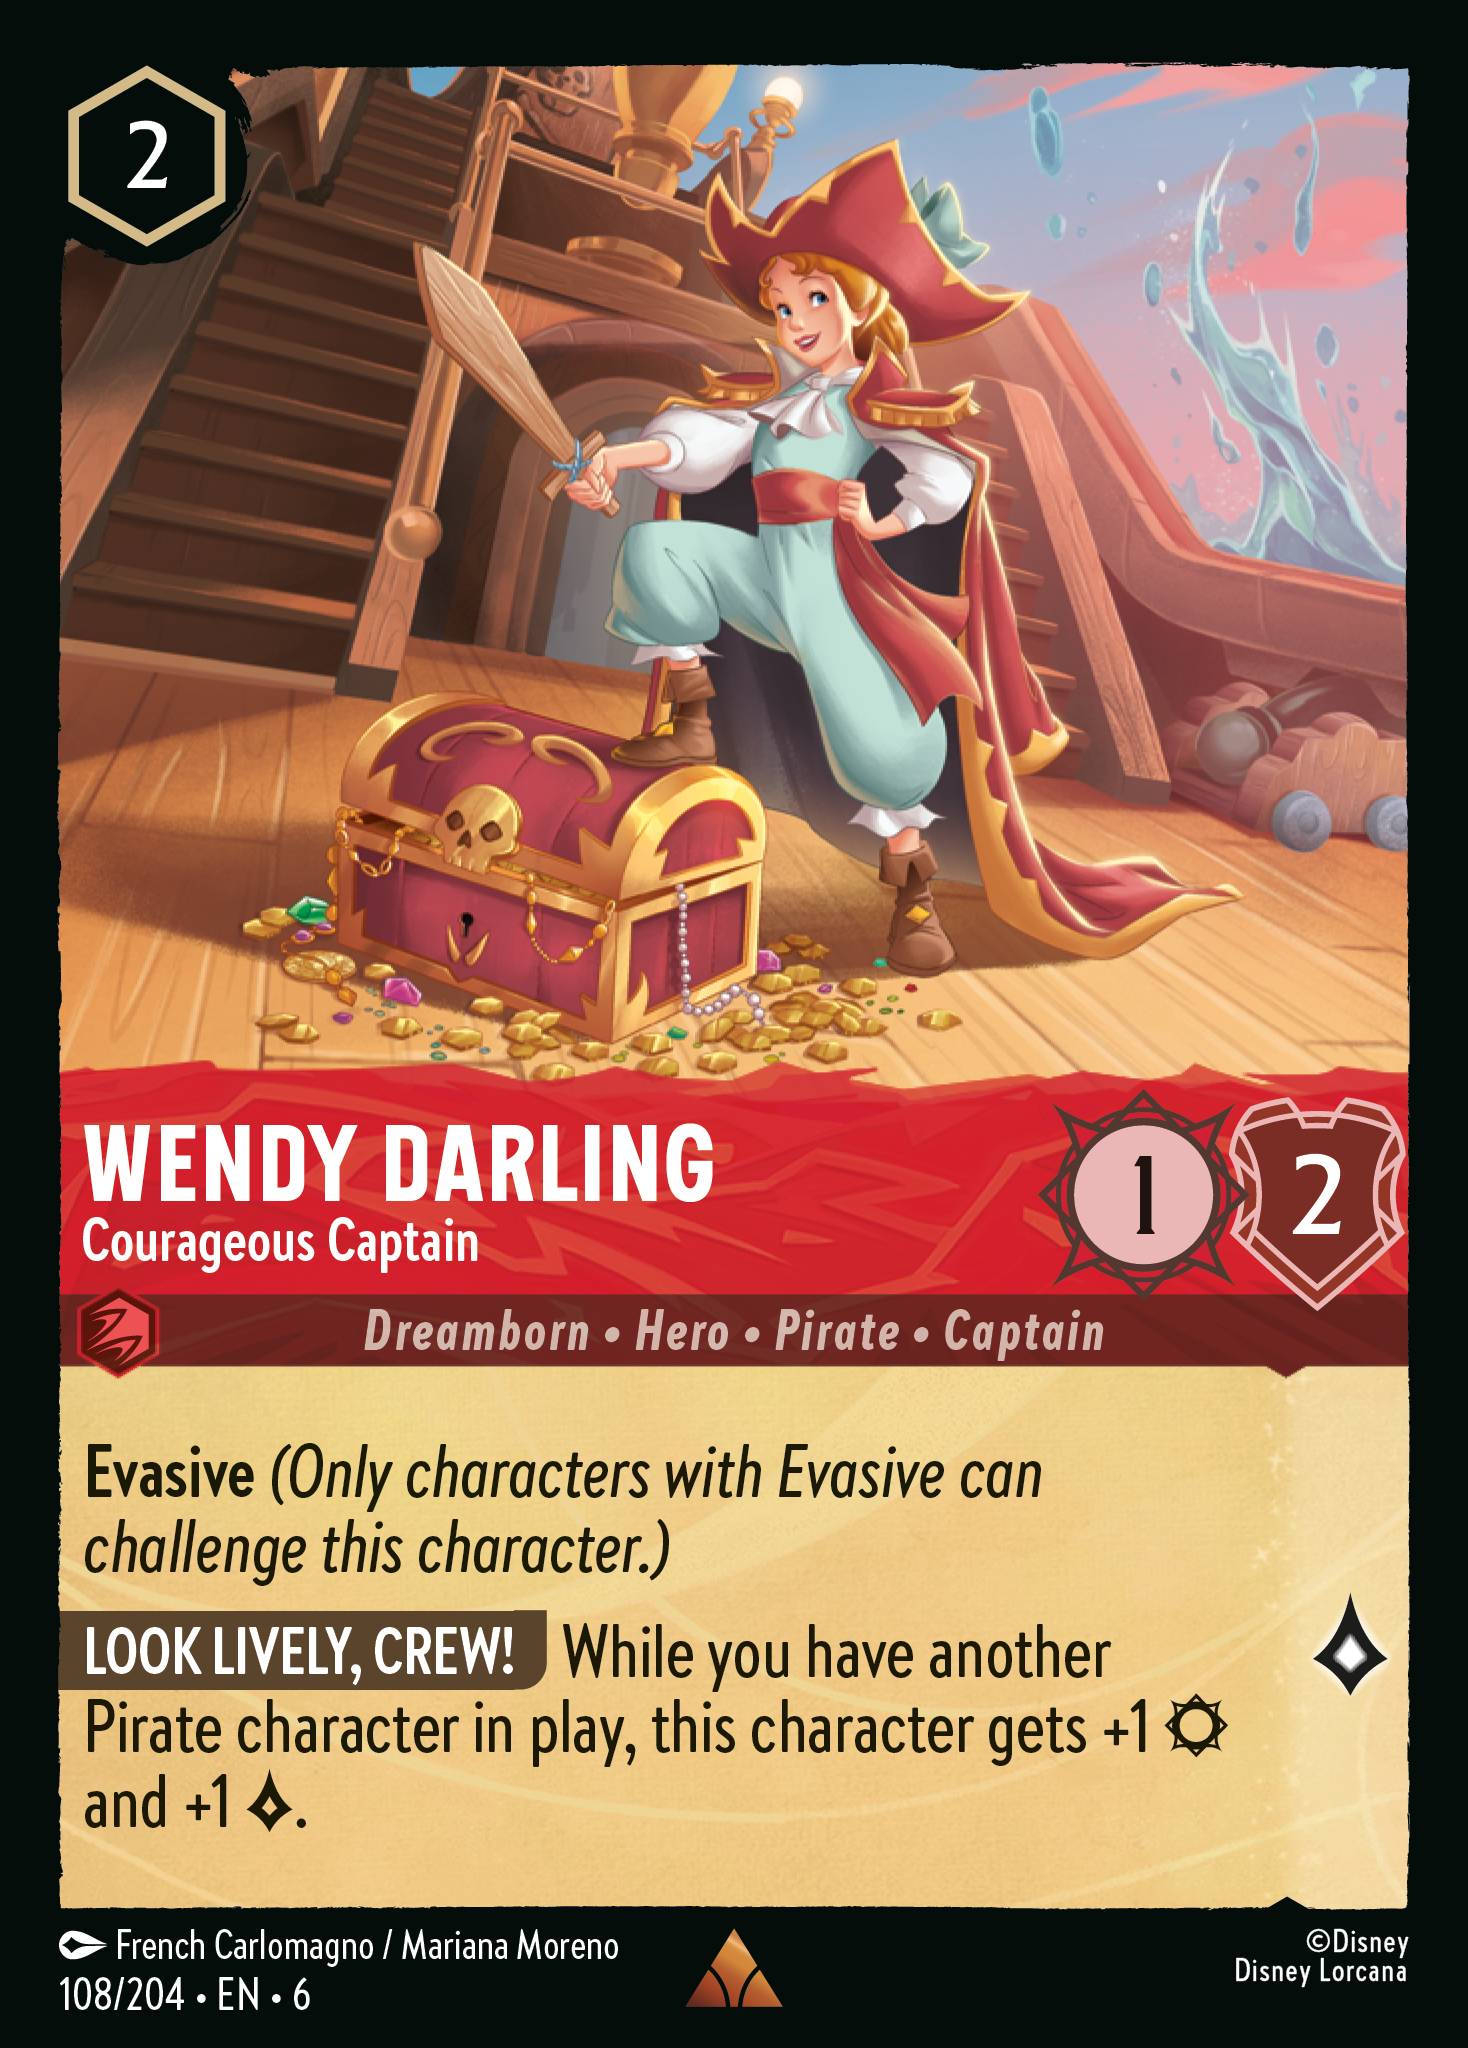 2
WENDY DARLING
Courageous Captain
1 2
Dreamborn • Hero • Pirate • Captain
Evasive (Only characters with Evasive can
challenge this character.)
LOOK LIVELY, CREW! While you have another
Pirate character in play, this character gets +1
and +1 .
French Carlomagno / Mariana Moreno
108/204 • EN • 6
©Disney
Disney Lorcana